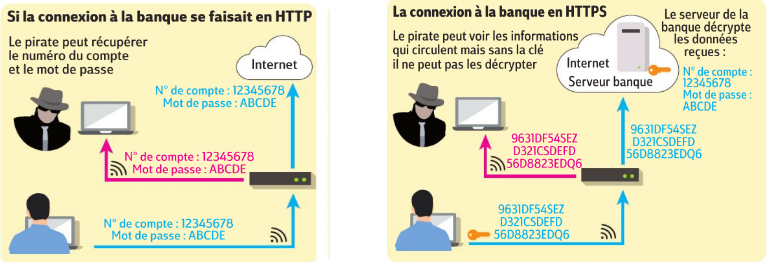 Si la connexion à la banque se faisait en HTTP
Le pirate peut récupérer
le numéro du compte
et le mot de passe
Internet
N° de compte : 12345678
Mot de passe : ABCDE
N° de compte : 12345678
Mot de passe : ABCDE
N° de compte : 12345678
Mot de passe : ABCDE
La connexion à la banque en HTTPS
Le pirate peut voir les informations
qui circulent mais sans la clé
il ne peut pas les décrypter
Le serveur de la
banque décrypte
les données
reçues :
Internet
Serveur banque
N° de compte :
12345678
Mot de passe :
ABCDE
9631DF54SEZ
D321CSDEFD
56D8823EDQ6
9631DF54SEZ
D321CSDEFD
56D8823EDQ6
9631DF54SEZ
D321CSDEFD
56D8823EDQ6